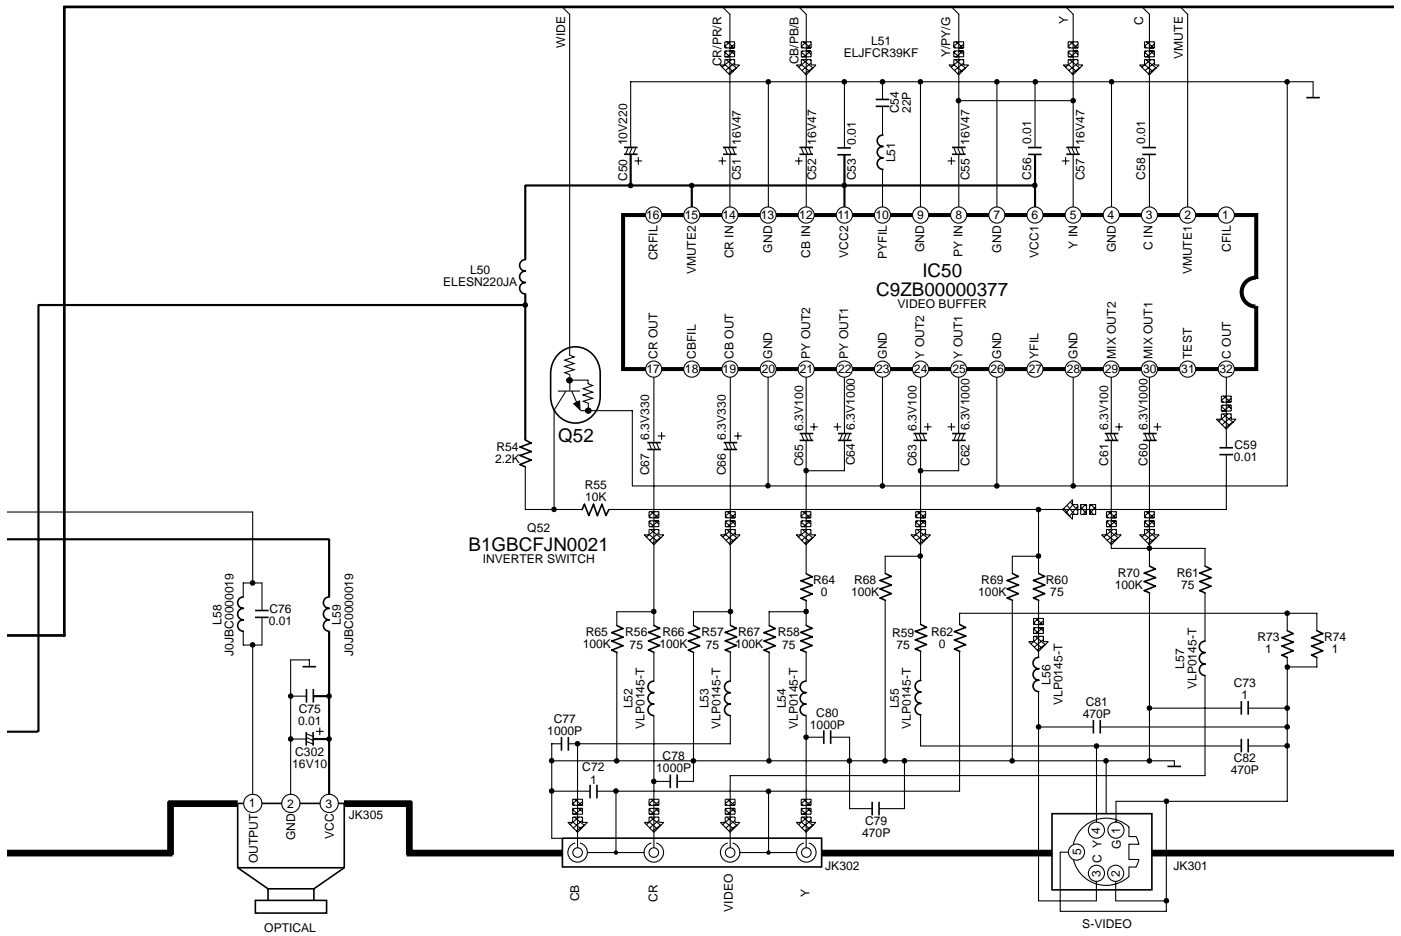 WIDE
CR/PR/R
CB/PB/B
Y/PY/G
Y
C
VMUTE
L51
ELJFCR39KF
C50 10V220
+
C51 16V47
+
C52 16V47
+
C53 0.01
C54
22P
L51
C55 16V47
+
C56 0.01
C57 16V47
+
C58 0.01
16 15 14 13 12 11 10 9 8 7 6 5 4 3 2 1
CRFIL
VMUTE2
CR IN
GND
CB IN
VCC2
PYFIL
GND
PY IN
GND
VCC1
Y IN
GND
C IN
VMUTE1
CFIL
L50
ELESN220JA
IC50
C9ZB00000377
VIDEO BUFFER
CR OUT
CBFIL
CB OUT
GND
PY OUT2
PY OUT1
GND
Y OUT2
Y OUT1
GND
YFIL
GND
MIX OUT2
MIX OUT1
TEST
C OUT
17 18 19 20 21 22 23 24 25 26 27 28 29 30 31 32
Q52
C67 6.3V330
+
C66 6.3V330
+
C65 6.3V100
+
C64 6.3V1000
+
C63 6.3V100
+
C62 6.3V1000
+
C61 6.3V100
+
C60 6.3V1000
+
C59
0.01
R54
2.2K
R55
10K
Q52
B1GBCFJN0021
INVERTER SWITCH
R64
0
R68
100K
R69
100K
R60
75
R70
100K
R61
75
L58
J0JBC0000019
C76
0.01
L59
J0JBC0000019
R65
100K
R56
75
R66
100K
R57
75
R67
100K
R58
75
R59
75
R62
0
R73
1
R74
1
L52
VLP0145-T
L53
VLP0145-T
L54
VLP0145-T
L55
VLP0145-T
L56
VLP0145-T
L57
VLP0145-T
C75
0.01
+
C302
16V10
C77
1000P
C80
1000P
C81
470P
C73
1
C78
1000P
C72
1
C82
470P
C79
470P
1 2 3
OUTPUT
GND
VCC
JK305
OPTICAL
JK302
CB
CR
VIDEO
Y
4 1
Y G
5
C
3 2
JK301
S-VIDEO